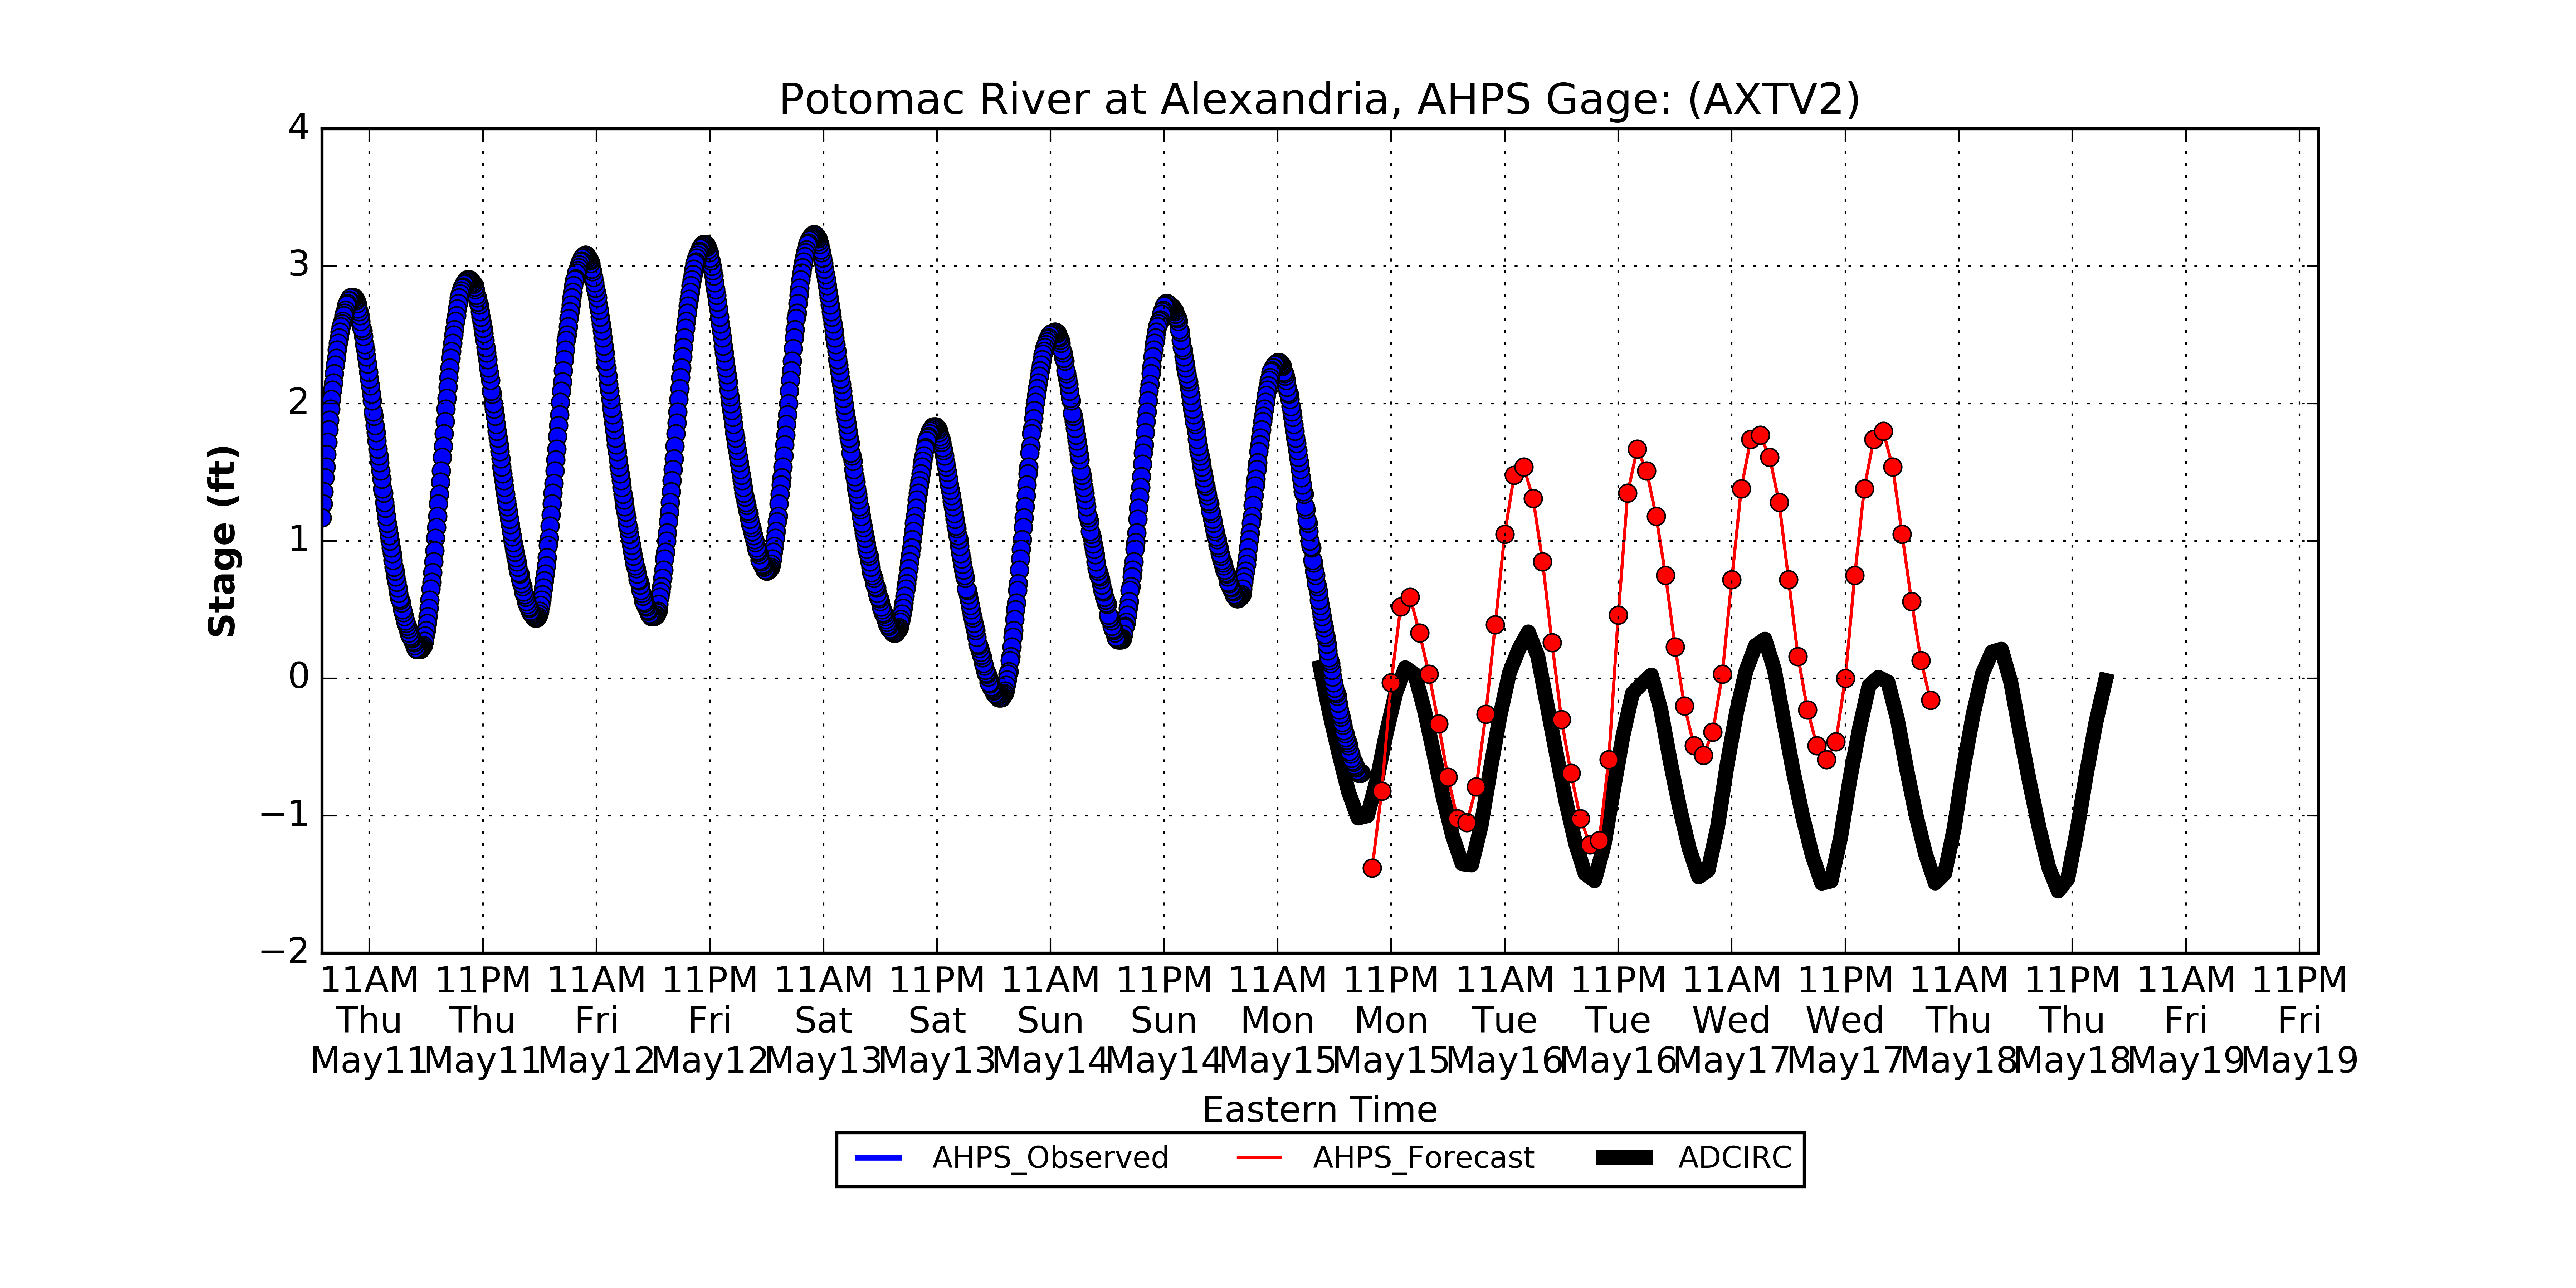 Potomac River at Alexandria, AHPS Gage: (AXTV2)
4
3
2
1
0
−1
−2
Stage (ft)
11AM 11PM 11AM 11PM 11AM 11PM 11AM 11PM 11AM 11PM 11AM 11PM 11AM 11PM 11AM 11PM 11AM 11PM
Thu Thu Fri Fri Sat Sat Sun Sun Mon Mon Tue Tue Wed Wed Thu Thu Fri Fri
May11 May11 May12 May12 May13 May13 May14 May14 May15 May15 May16 May16 May17 May17 May18 May18 May19 May19
Eastern Time
AHPS_Observed AHPS_Forecast ADCIRC